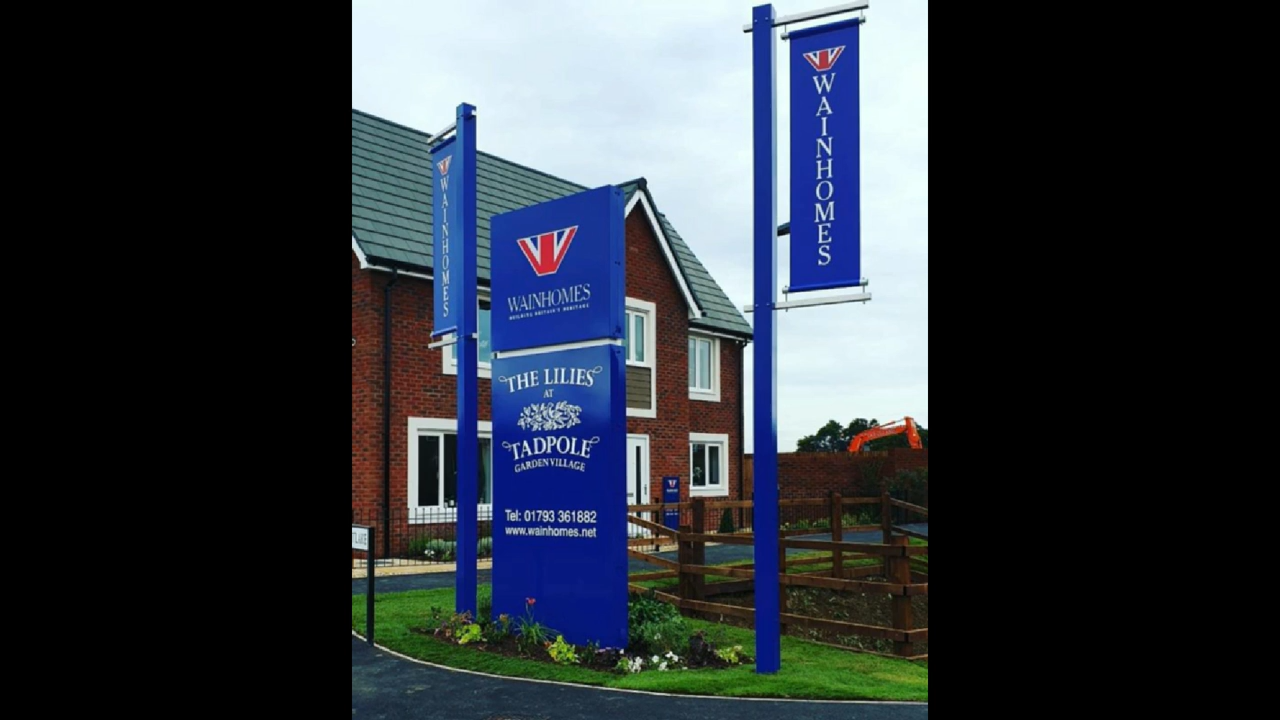 WAINHOMES
WAINHOMES
BUILDING BRITAIN'S HERITAGE
THE LILIES
AT
TADPOLE
GARDEN VILLAGE
Tel: 01793 361882
www.wainhomes.net
WAINHOMES